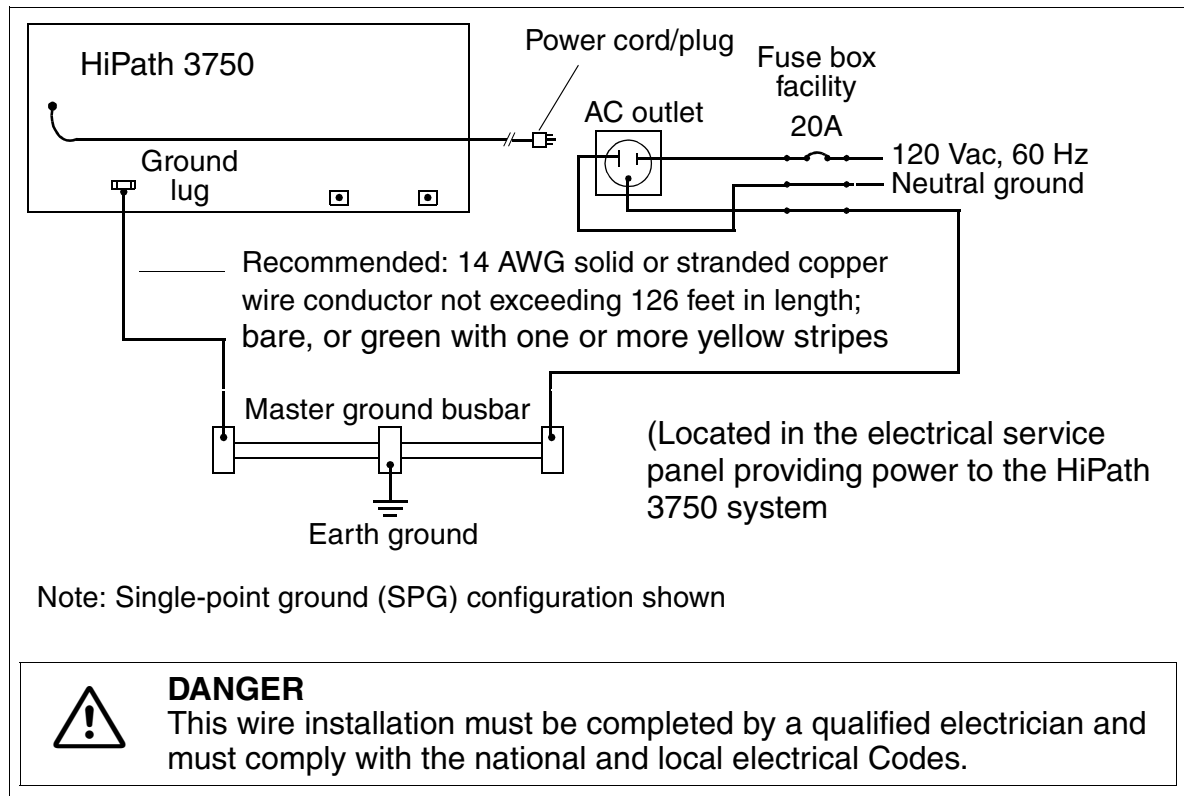 HiPath 3750
Power cord/plug
Fuse box
facility
20A
AC outlet
120 Vac, 60 Hz
Neutral ground
Ground
lug
Recommended: 14 AWG solid or stranded copper
wire conductor not exceeding 126 feet in length;
bare, or green with one or more yellow stripes
Master ground busbar
(Located in the electrical service
panel providing power to the HiPath
3750 system
Earth ground
Note: Single-point ground (SPG) configuration shown
DANGER
This wire installation must be completed by a qualified electrician and
must comply with the national and local electrical Codes.